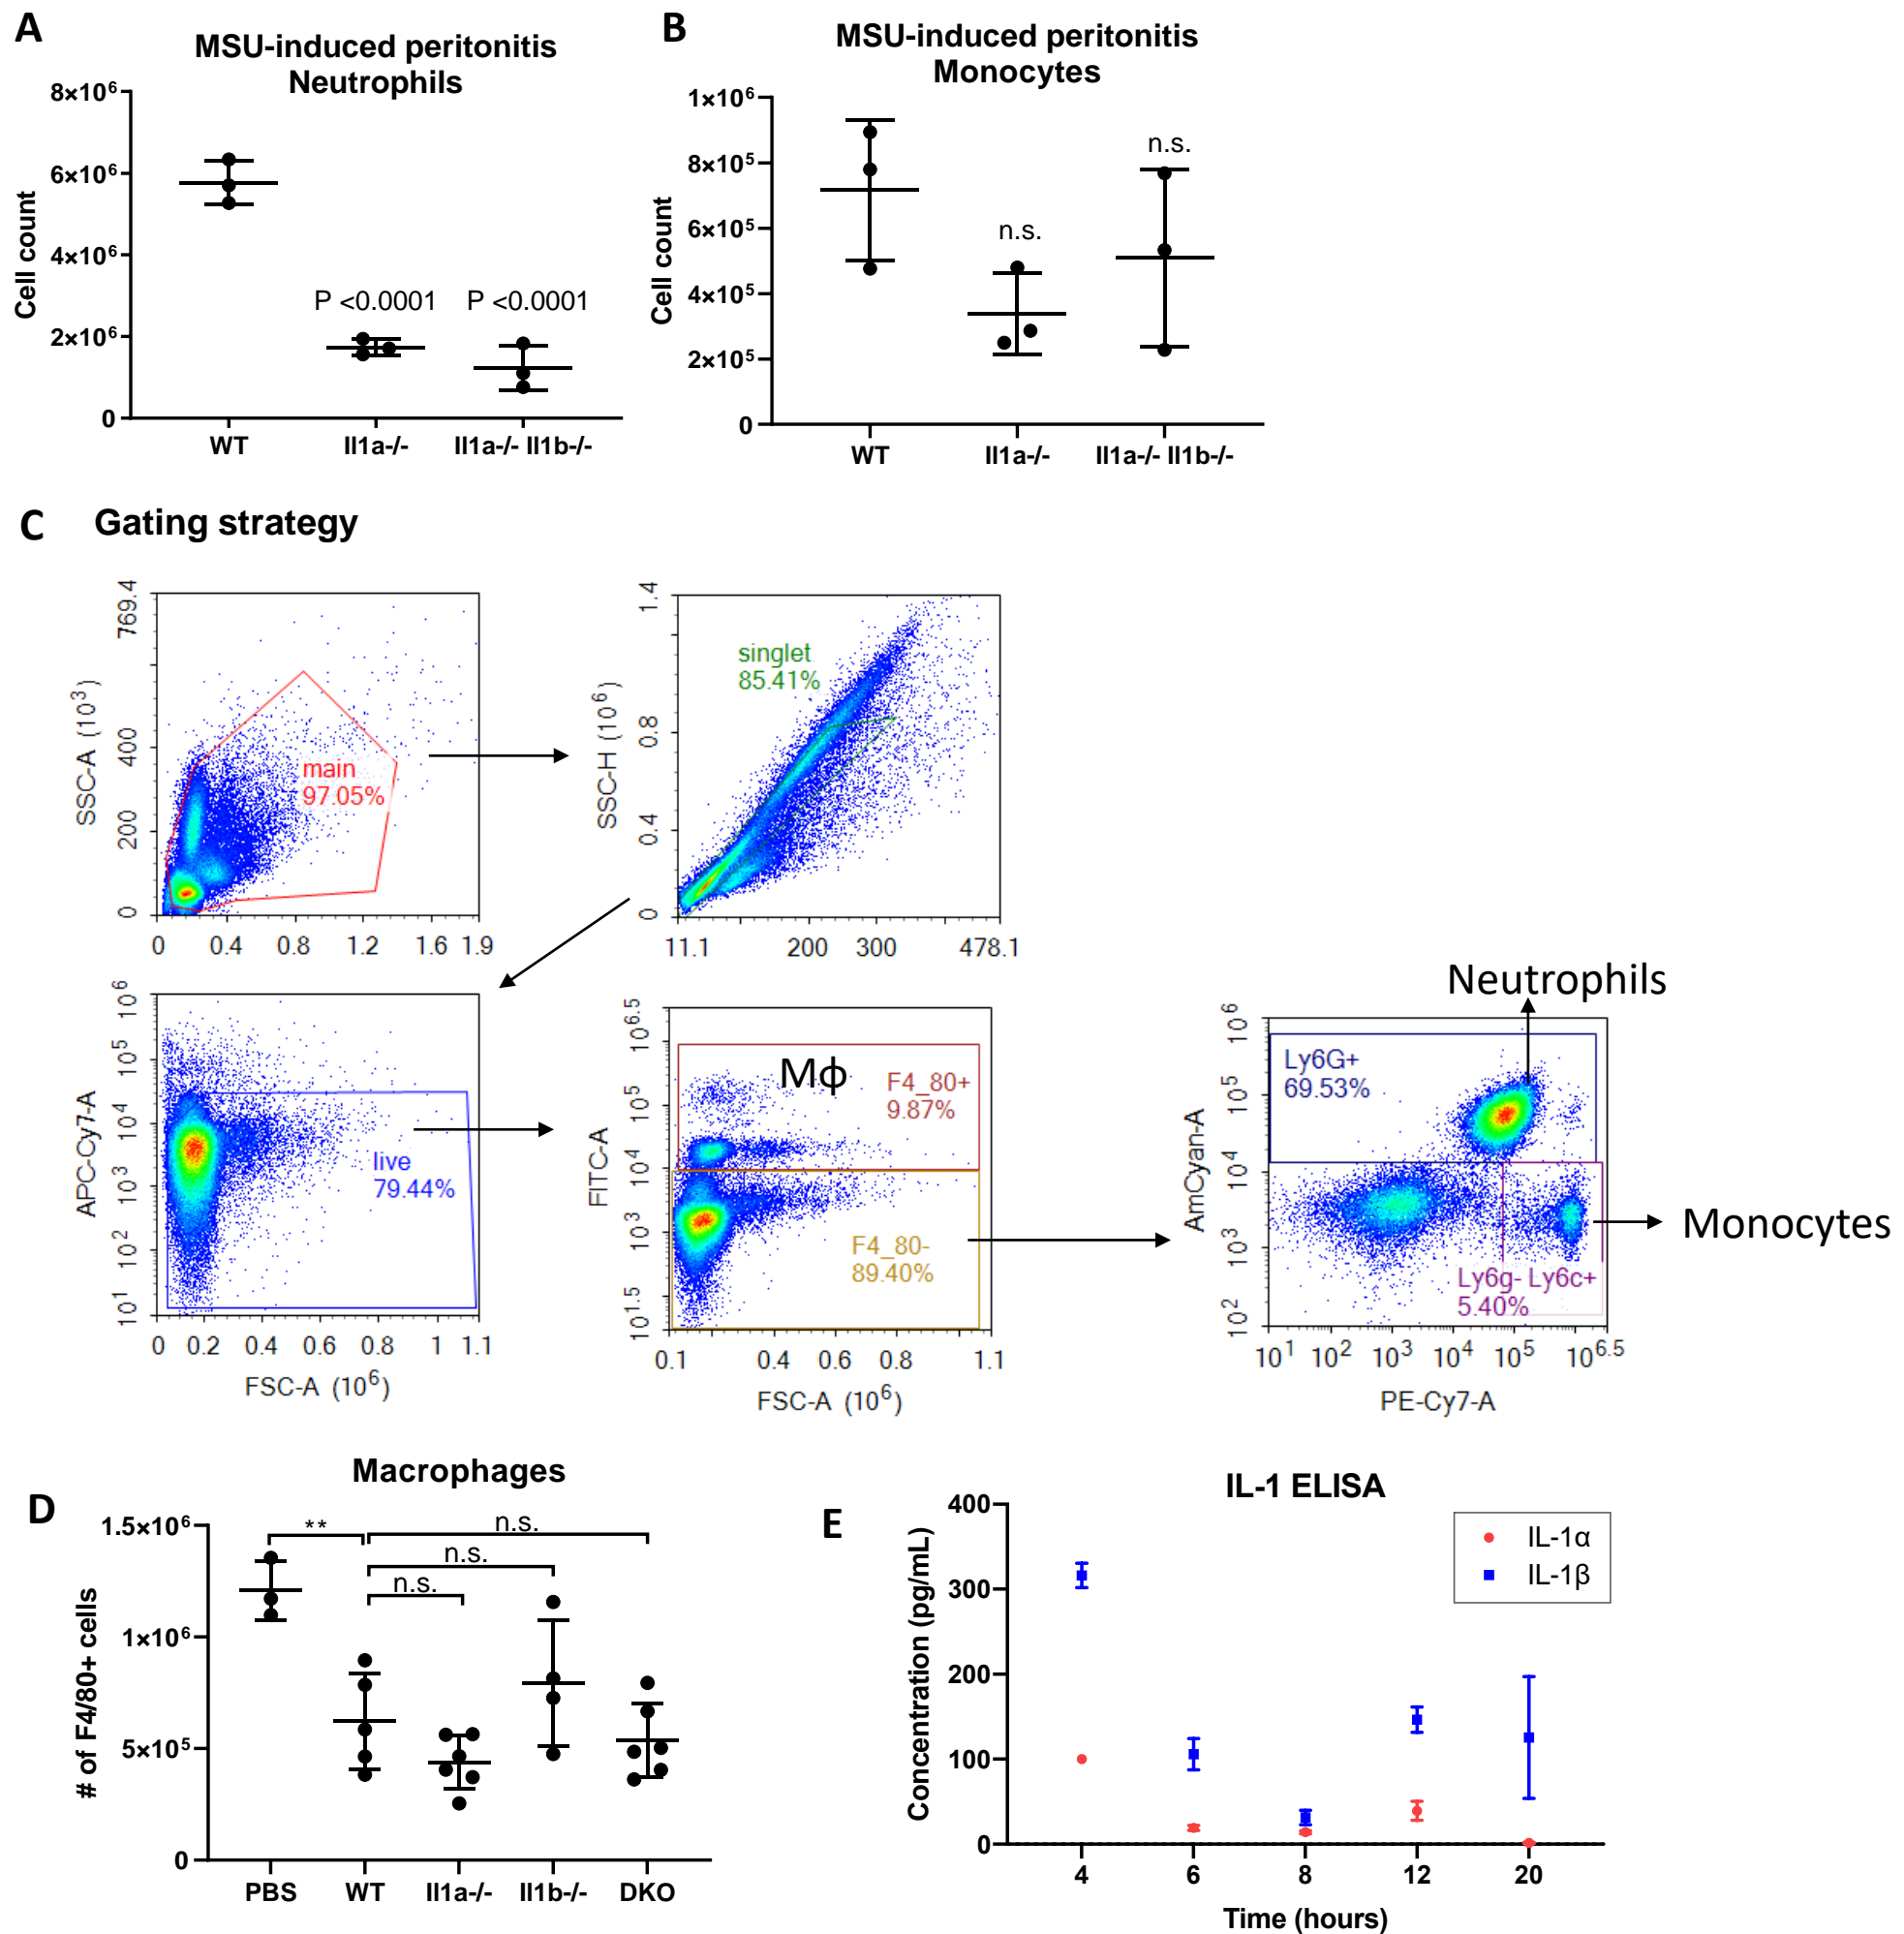 A
MSU-induced peritonitis
Neutrophils
Cell count
8×10⁶
6×10⁶
4×10⁶
2×10⁶
0
P <0.0001
P <0.0001
WT
Il1a-/-
Il1a-/- Il1b-/-
B
MSU-induced peritonitis
Monocytes
Cell count
1×10⁶
8×10⁵
6×10⁵
4×10⁵
2×10⁵
0
n.s.
n.s.
WT
Il1a-/-
Il1a-/- Il1b-/-
C Gating strategy
SSC-A (10³)
769.4
400
200
0
main
97.05%
0 0.4 0.8 1.2 1.6 1.9
SSC-H (10⁶)
1.4
0.8
0.4
0
singlet
85.41%
11.1 200 300 478.1
APC-Cy7-A
10⁶
10⁵
10⁴
10³
10²
10¹
live
79.44%
0 0.2 0.4 0.6 0.8 1 1.1
FSC-A (10⁶)
FITC-A
10⁶·⁵
10⁵
10⁴
10³
10¹·⁵
Mϕ
F4_80+
9.87%
F4_80-
89.40%
0.1 0.4 0.6 0.8 1.1
FSC-A (10⁶)
Neutrophils
AmCyan-A
10⁶
10⁵
10⁴
10³
10²
Ly6G+
69.53%
Ly6g- Ly6c+
5.40%
Monocytes
10¹ 10² 10³ 10⁴ 10⁵ 10⁶·⁵
PE-Cy7-A
D
Macrophages
# of F4/80+ cells
1.5×10⁶
1×10⁶
5×10⁵
0
**
n.s.
n.s.
n.s.
PBS WT Il1a-/- Il1b-/- DKO
E
IL-1 ELISA
Concentration (pg/mL)
400
300
200
100
0
IL-1α
IL-1β
4 6 8 12 20
Time (hours)